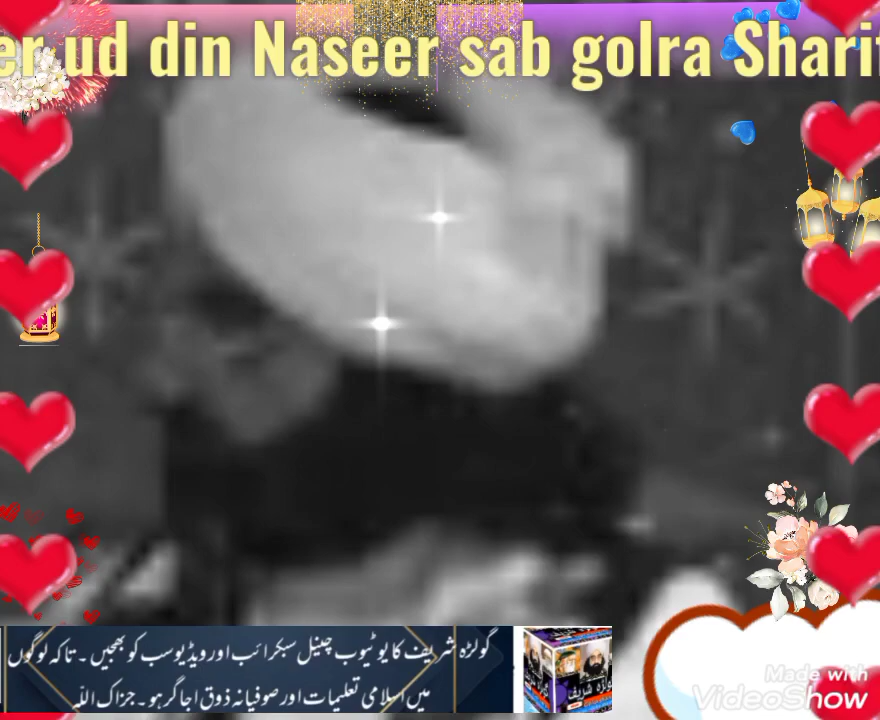 er ud din Naseer sab golra Sharif
گولڑہ شریف کا یوٹیوب چینل سبکرائب اور ویڈیو سب کو بھیجیں ۔ تاکہ لوگوں
میں اسلامی تعلیمات اور صوفیانہ ذوق اجاگر ہو ۔ جزاک اللہ
Made with
VideoShow